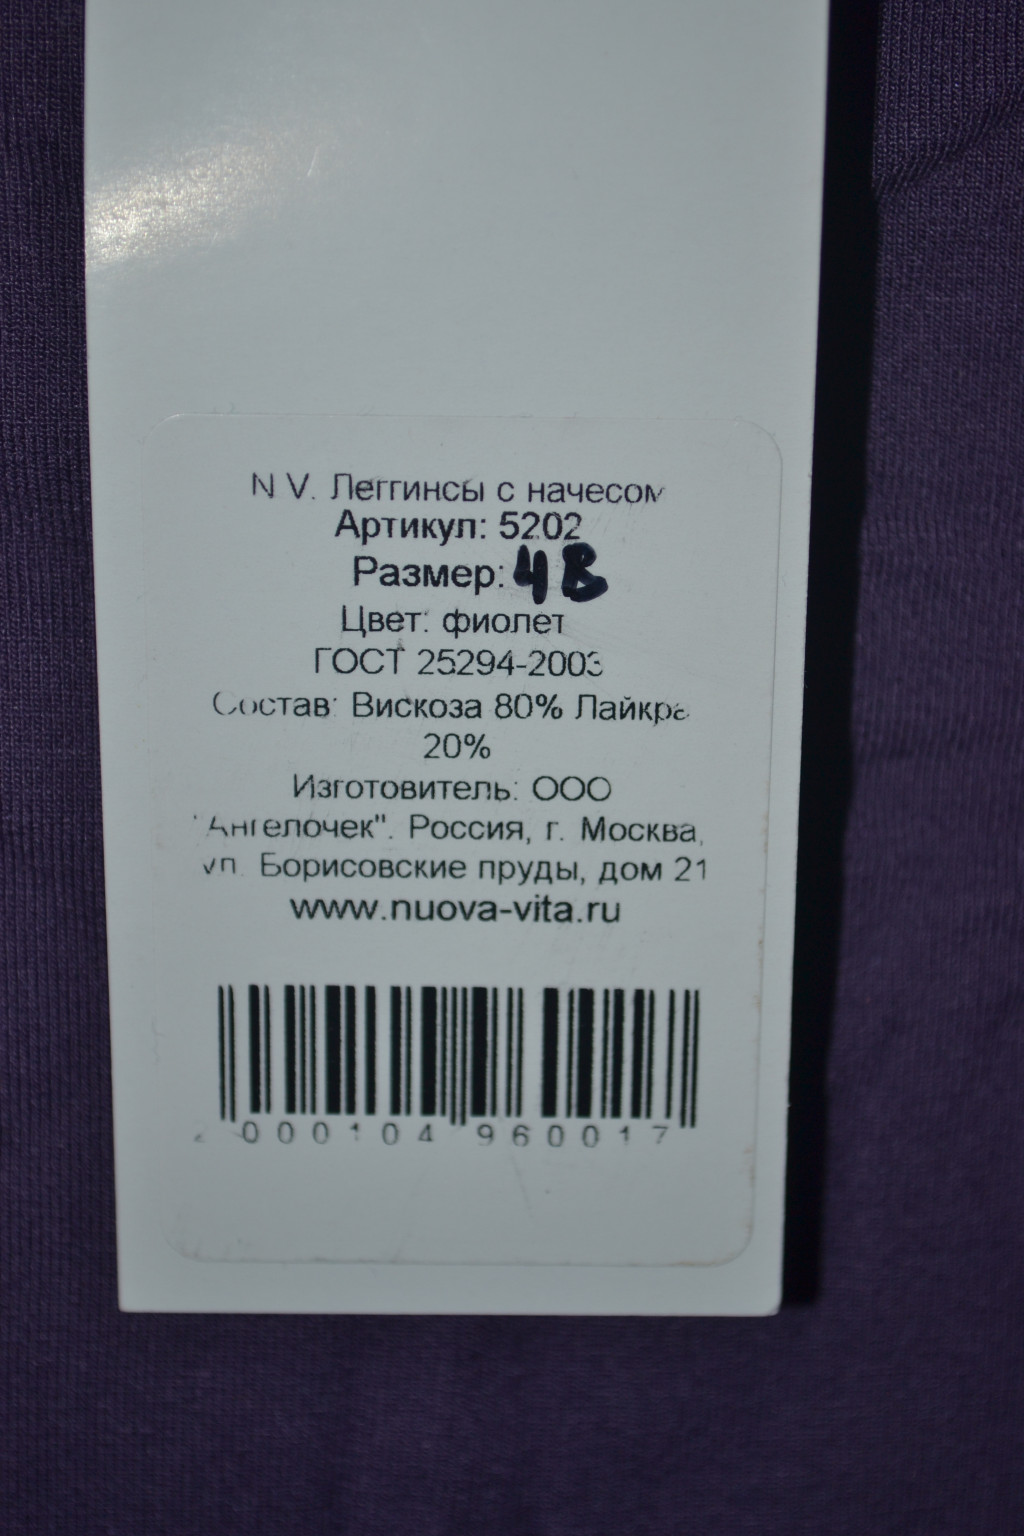 N.V. Леггинсы с начесом
Артикул: 5202
Размер: 48
Цвет: фиолет
ГОСТ 25294-2003
Состав: Вискоза 80% Лайкра
20%
Изготовитель: ООО
"Ангелочек". Россия, г. Москва,
ул. Борисовские пруды, дом 21
www.nuova-vita.ru
2 000104 960017